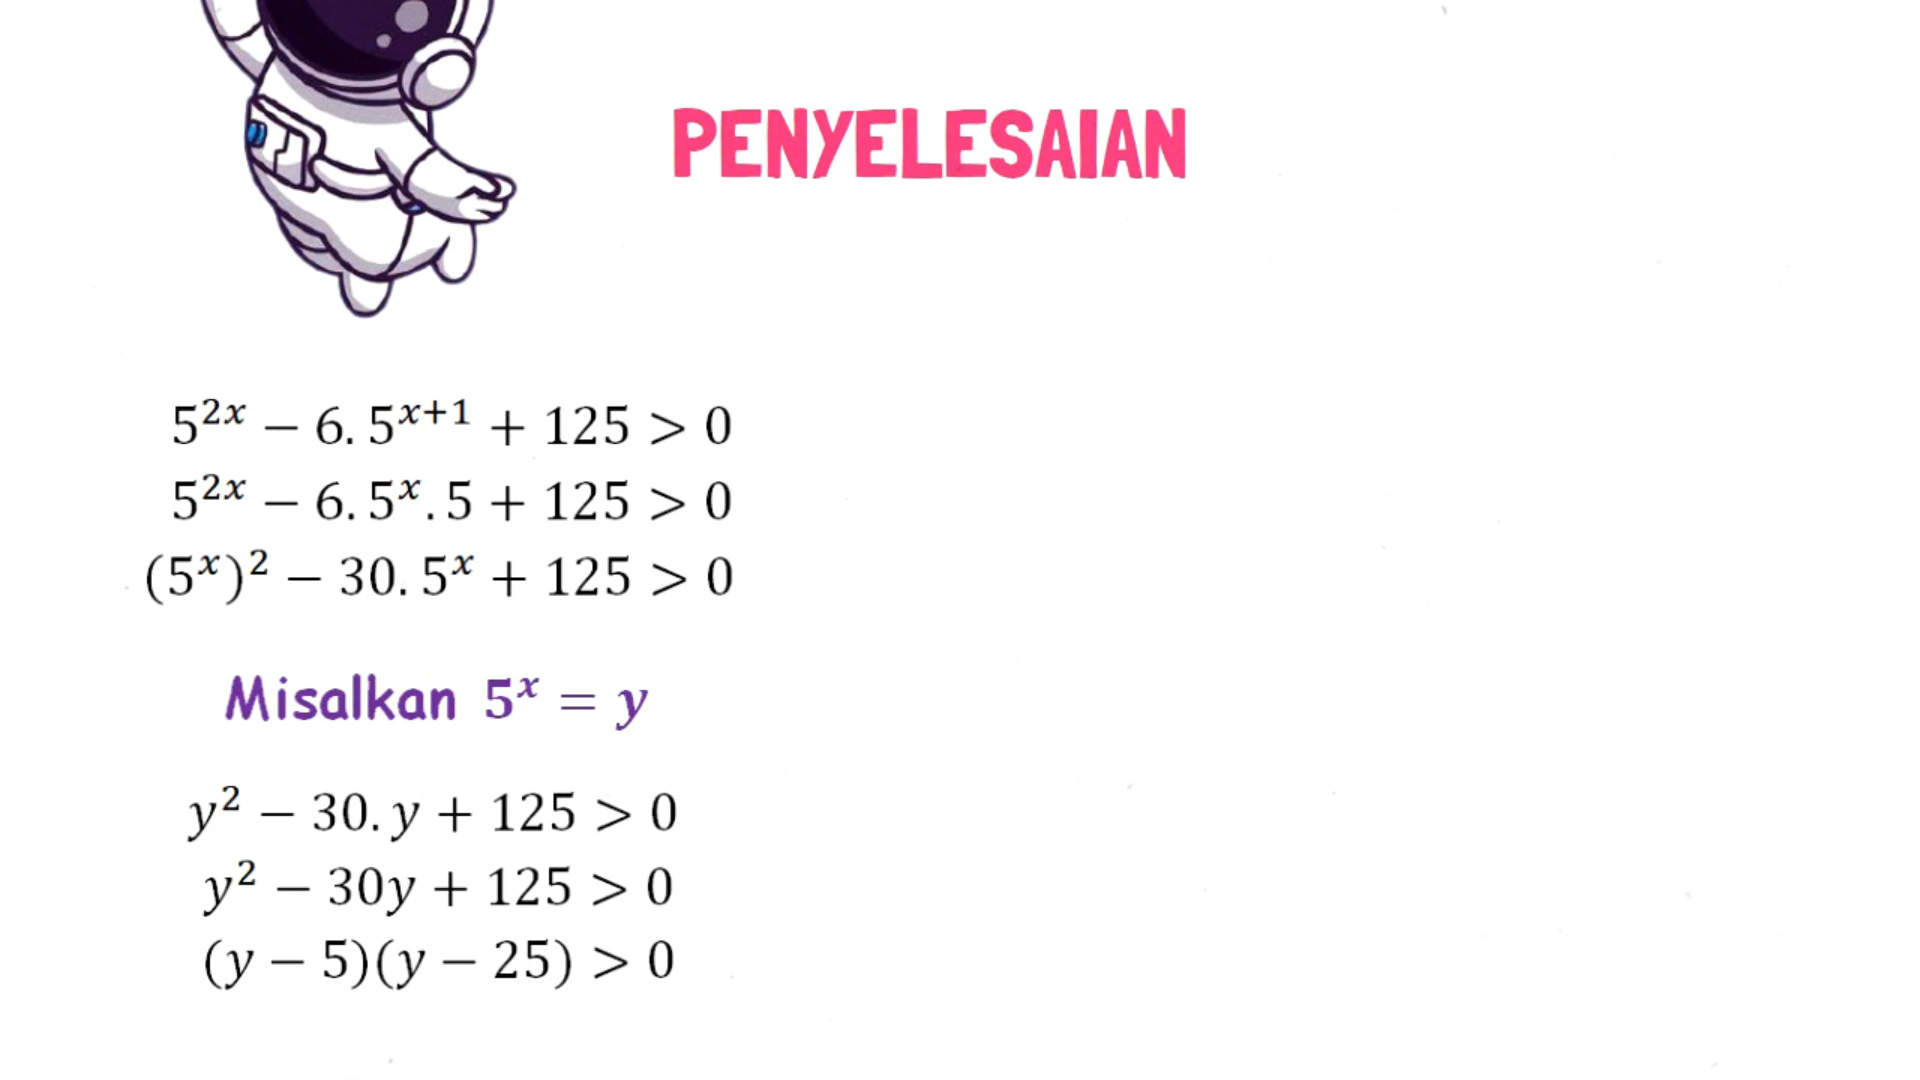 PENYELESAIAN
5^{2x} − 6. 5^{x+1} + 125 > 0
5^{2x} − 6. 5^x. 5 + 125 > 0
(5^x)^2 − 30. 5^x + 125 > 0
Misalkan 5^x = y
y^2 − 30. y + 125 > 0
y^2 − 30y + 125 > 0
(y − 5)(y − 25) > 0